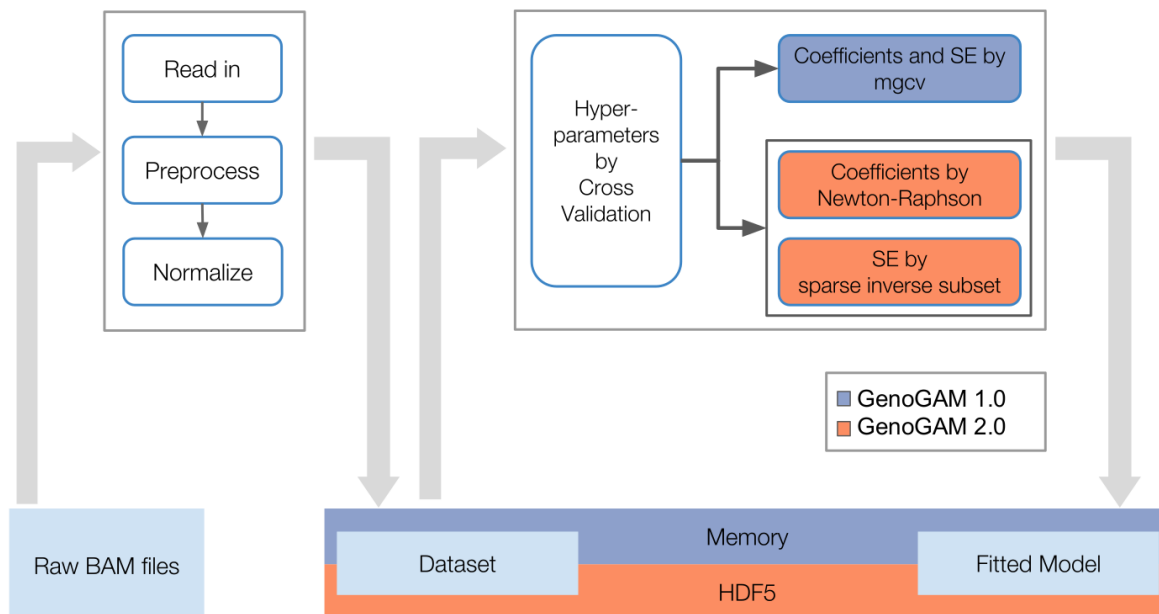 Read in
Preprocess
Normalize
Hyper-
parameters
by
Cross
Validation
Coefficients and SE by
mgcv
Coefficients by
Newton-Raphson
SE by
sparse inverse subset
GenoGAM 1.0
GenoGAM 2.0
Raw BAM files
Memory
Dataset
Fitted Model
HDF5